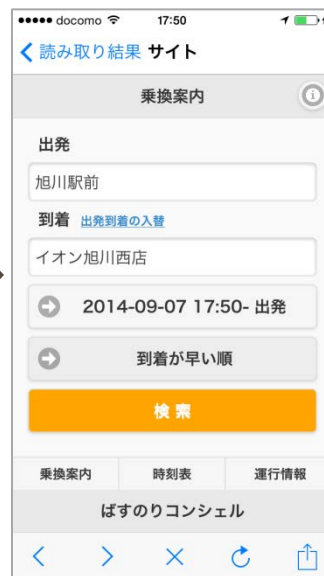 docomo 17:50
読み取り結果 サイト
乗換案内
出発
旭川駅前
到着 出発到着の入替
イオン旭川西店
2014-09-07 17:50- 出発
到着が早い順
検索
乗換案内 時刻表 運行情報
ばすのりコンシェル